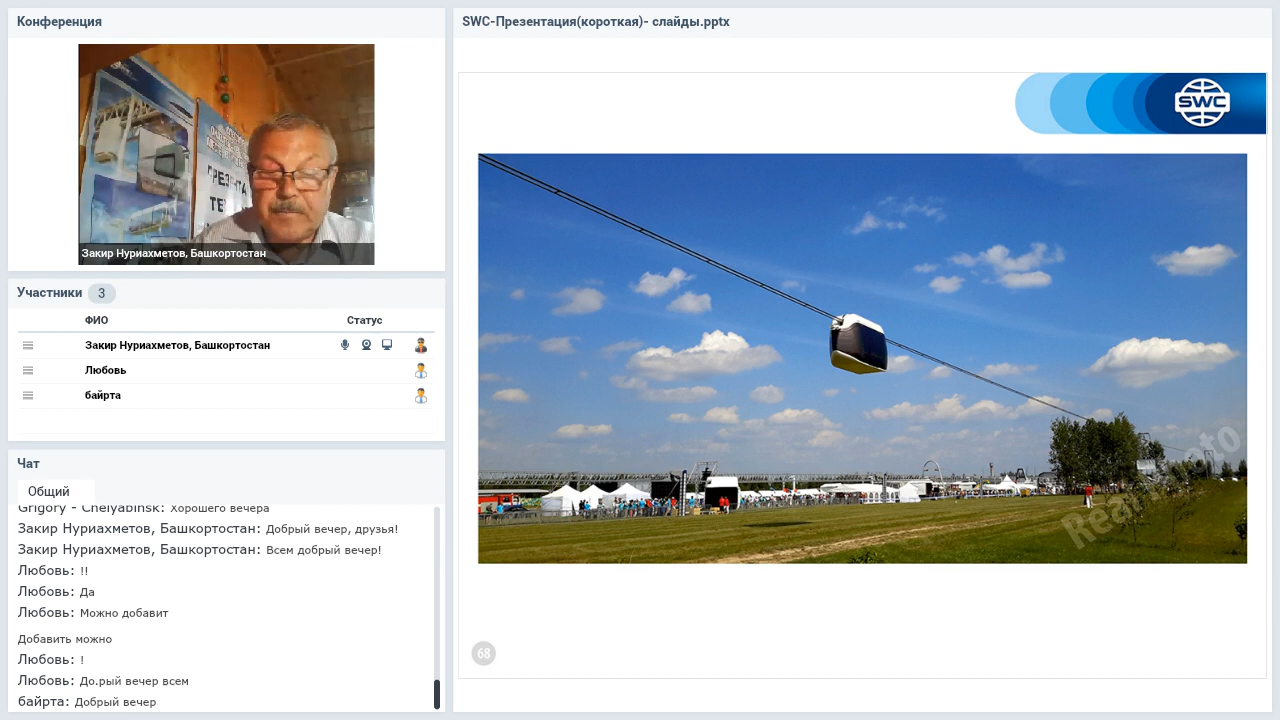 Конференция
Закир Нуриахметов, Башкортостан
Участники 3
ФИО Статус
Закир Нуриахметов, Башкортостан
Любовь
байрта
Чат
Общий
Grigory - Chelyabinsk: Хорошего вечера
Закир Нуриахметов, Башкортостан: Добрый вечер, друзья!
Закир Нуриахметов, Башкортостан: Всем добрый вечер!
Любовь: !!
Любовь: Да
Любовь: Можно добавит
Добавить можно
Любовь: !
Любовь: До.рый вечер всем
байрта: Добрый вечер
SWC-Презентация(короткая)- слайды.pptx
SWC
68